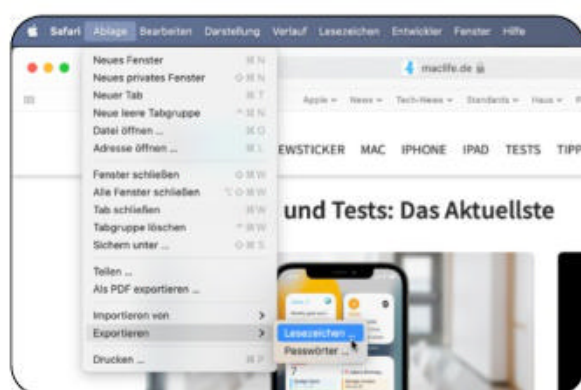 Safari Ablage Bearbeiten Darstellung Verlauf Lesezeichen Entwickler Fenster Hilfe
Neues Fenster ⌘ N
Neues privates Fenster ⇧ ⌘ N
Neuer Tab ⌘ T
Neue leere Tabgruppe ^ ⌘ N
Datei öffnen ... ⌘ O
Adresse öffnen ... ⌘ L
Fenster schließen ⌘ W
Alle Fenster schließen ⌥ ⇧ ⌘ W
Tab schließen ⌘ W
Tabgruppe löschen ^ ⌘ W
Sichern unter ... ⇧ ⌘ S
Teilen ...
Als PDF exportieren ...
Importieren von
Exportieren
Drucken ... ⌘ P
Lesezeichen ...
Passwörter ...
maclife.de
Apple News Tech-News Standards Haus
EWSTICKER MAC IPHONE IPAD TESTS TIPP
und Tests: Das Aktuellste
7